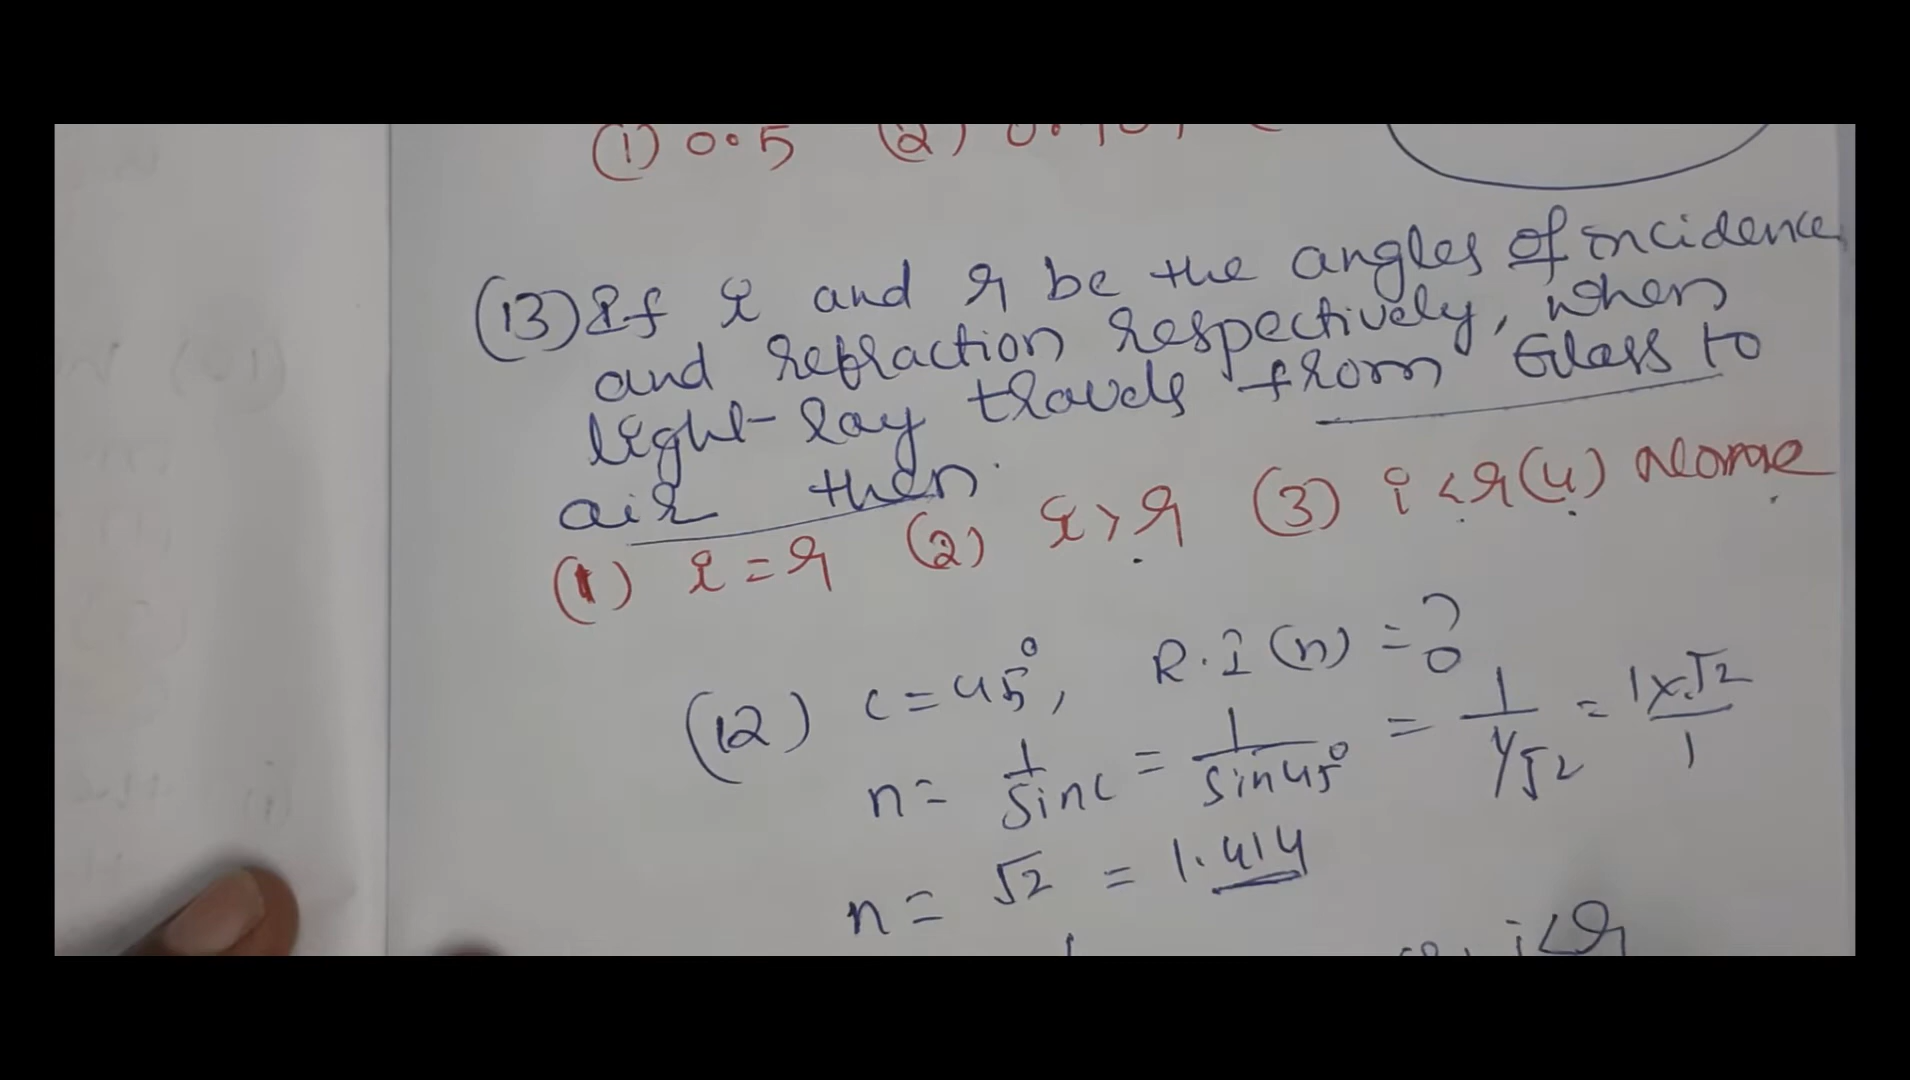 (1) 0.5 (2)
(13) If i and r be the angles of incidence
and refraction respectively, when
light ray travels from Glass to
air then
(1) i = r (2) i > r (3) i < r (4) None
(12) c = 45°, R.I (n) = ?
n = 1/sinc = 1/sin45° = 1/1/√2 = 1x√2/1
n = √2 = 1.414
i < r